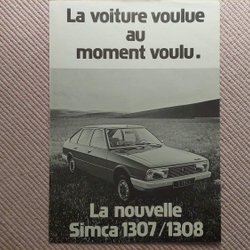 La voiture voulue
au
moment voulu.
La nouvelle
Simca 1307/1308